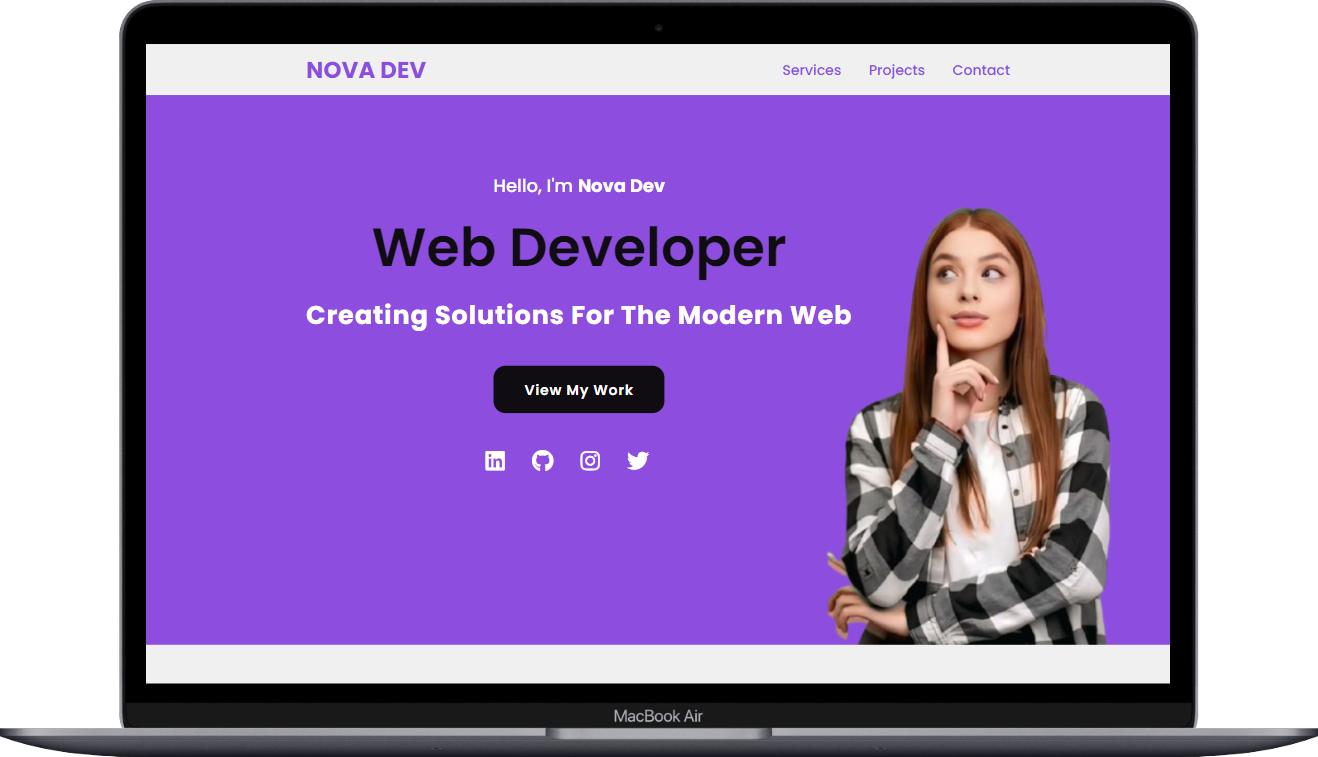 NOVA DEV
Services Projects Contact
Hello, I'm Nova Dev
Web Developer
Creating Solutions For The Modern Web
View My Work
in
MacBook Air